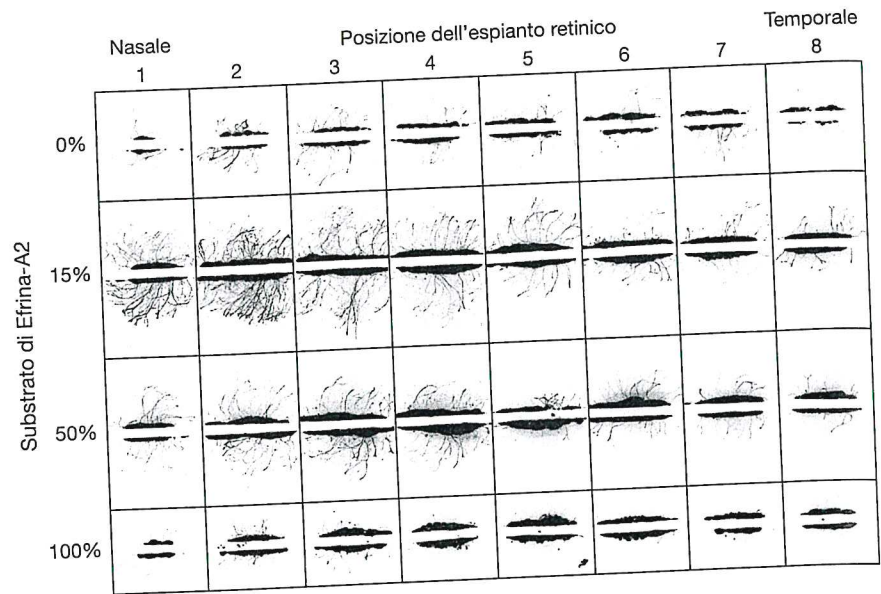 Posizione dell'espianto retinico
Nasale
Temporale
1 2 3 4 5 6 7 8
Substrato di Efrina-A2
0%
15%
50%
100%